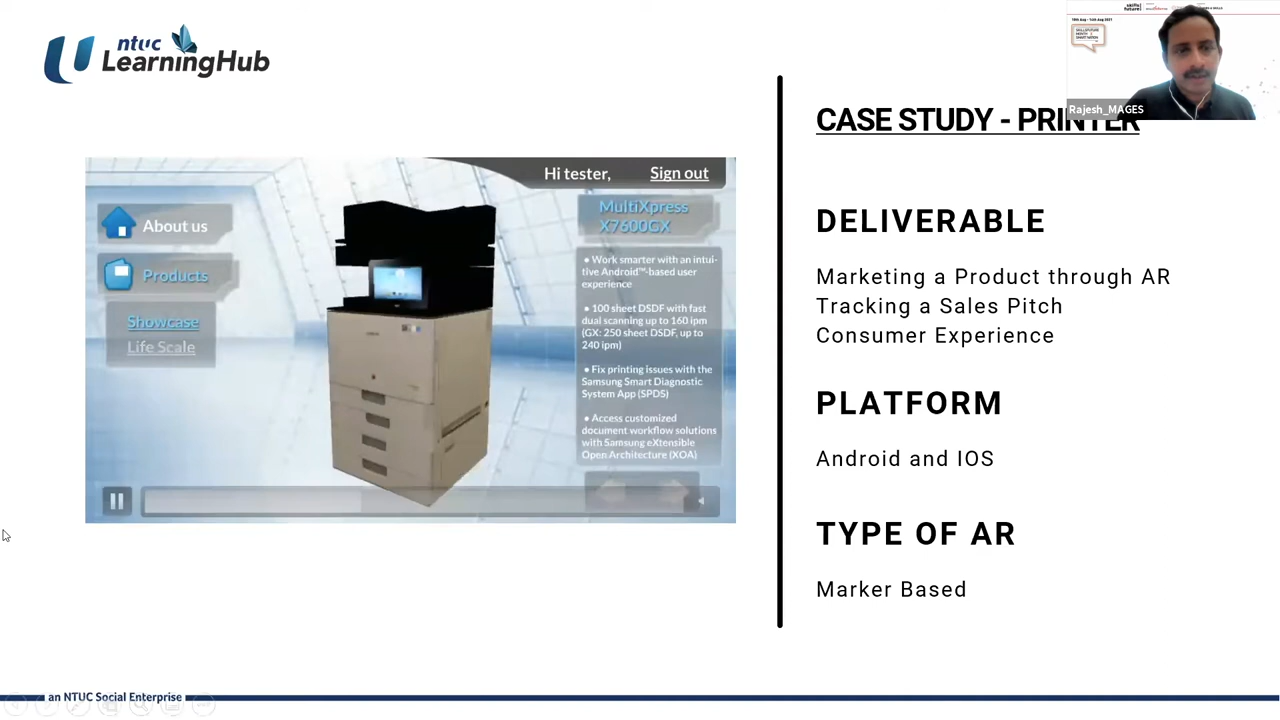 ntuc
LearningHub
Rajesh_MAGES
CASE STUDY - PRINTER
Hi tester,
Sign out
About us
Products
Showcase
Life Scale
MultiXpress
X7600GX
• Work smarter with an intui-
tive Android™-based user
experience
• 100 sheet DSDF with fast
dual scanning up to 160 ipm
(GX: 250 sheet DSDF, up to
240 ipm)
• Fix printing issues with the
Samsung Smart Diagnostic
System App (SPDS)
• Access customized
document workflow solutions
with Samsung eXtensible
Open Architecture (XOA)
DELIVERABLE
Marketing a Product through AR
Tracking a Sales Pitch
Consumer Experience
PLATFORM
Android and IOS
TYPE OF AR
Marker Based
an NTUC Social Enterprise